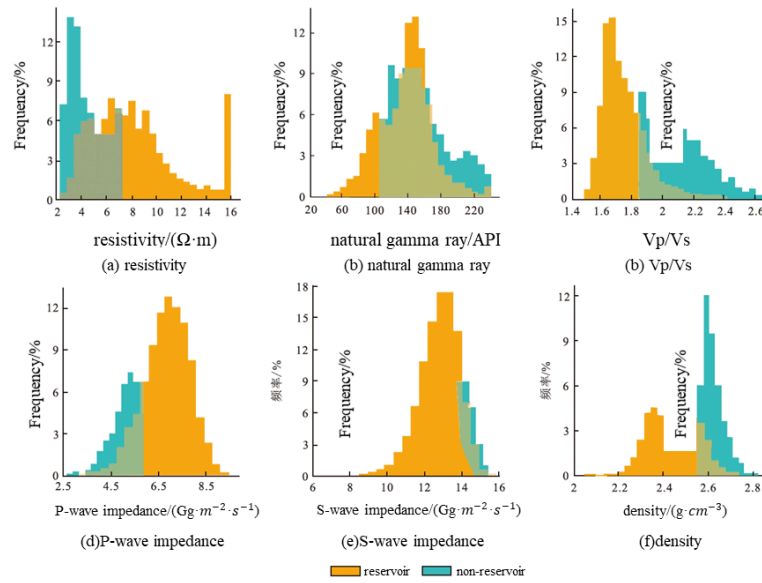 Frequency/%
12
9
6
3
0
2 4 6 8 10 12 14 16
resistivity/(Ω·m)
(a) resistivity
Frequency/%
12
9
6
3
0
20 60 100 140 180 220
natural gamma ray/API
(b) natural gamma ray
Frequency/%
15
12
9
6
3
0
Frequency/%
1.4 1.6 1.8 2 2.2 2.4 2.6
Vp/Vs
(b) Vp/Vs
Frequency/%
12
9
6
3
0
2.5 4.5 6.5 8.5
P-wave impedance/(Gg·m⁻²·s⁻¹)
(d)P-wave impedance
频率/%
18
15
12
9
6
3
0
Frequency/%
6 8 10 12 14 16
S-wave impedance/(Gg·m⁻²·s⁻¹)
(e)S-wave impedance
频率/%
12
9
6
3
0
Frequency/%
2 2.2 2.4 2.6 2.8
density/(g·cm⁻³)
(f)density
reservoir
non-reservoir